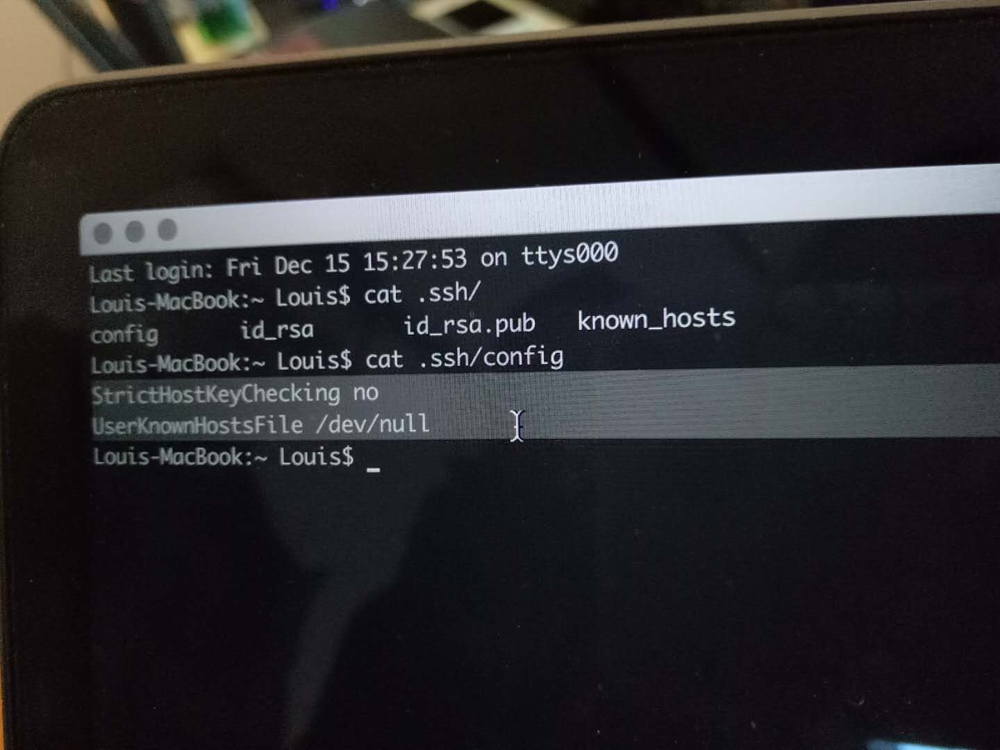 Last login: Fri Dec 15 15:27:53 on ttys000
Louis-MacBook:~ Louis$ cat .ssh/
config id_rsa id_rsa.pub known_hosts
Louis-MacBook:~ Louis$ cat .ssh/config
StrictHostKeyChecking no
UserKnownHostsFile /dev/null
Louis-MacBook:~ Louis$ _